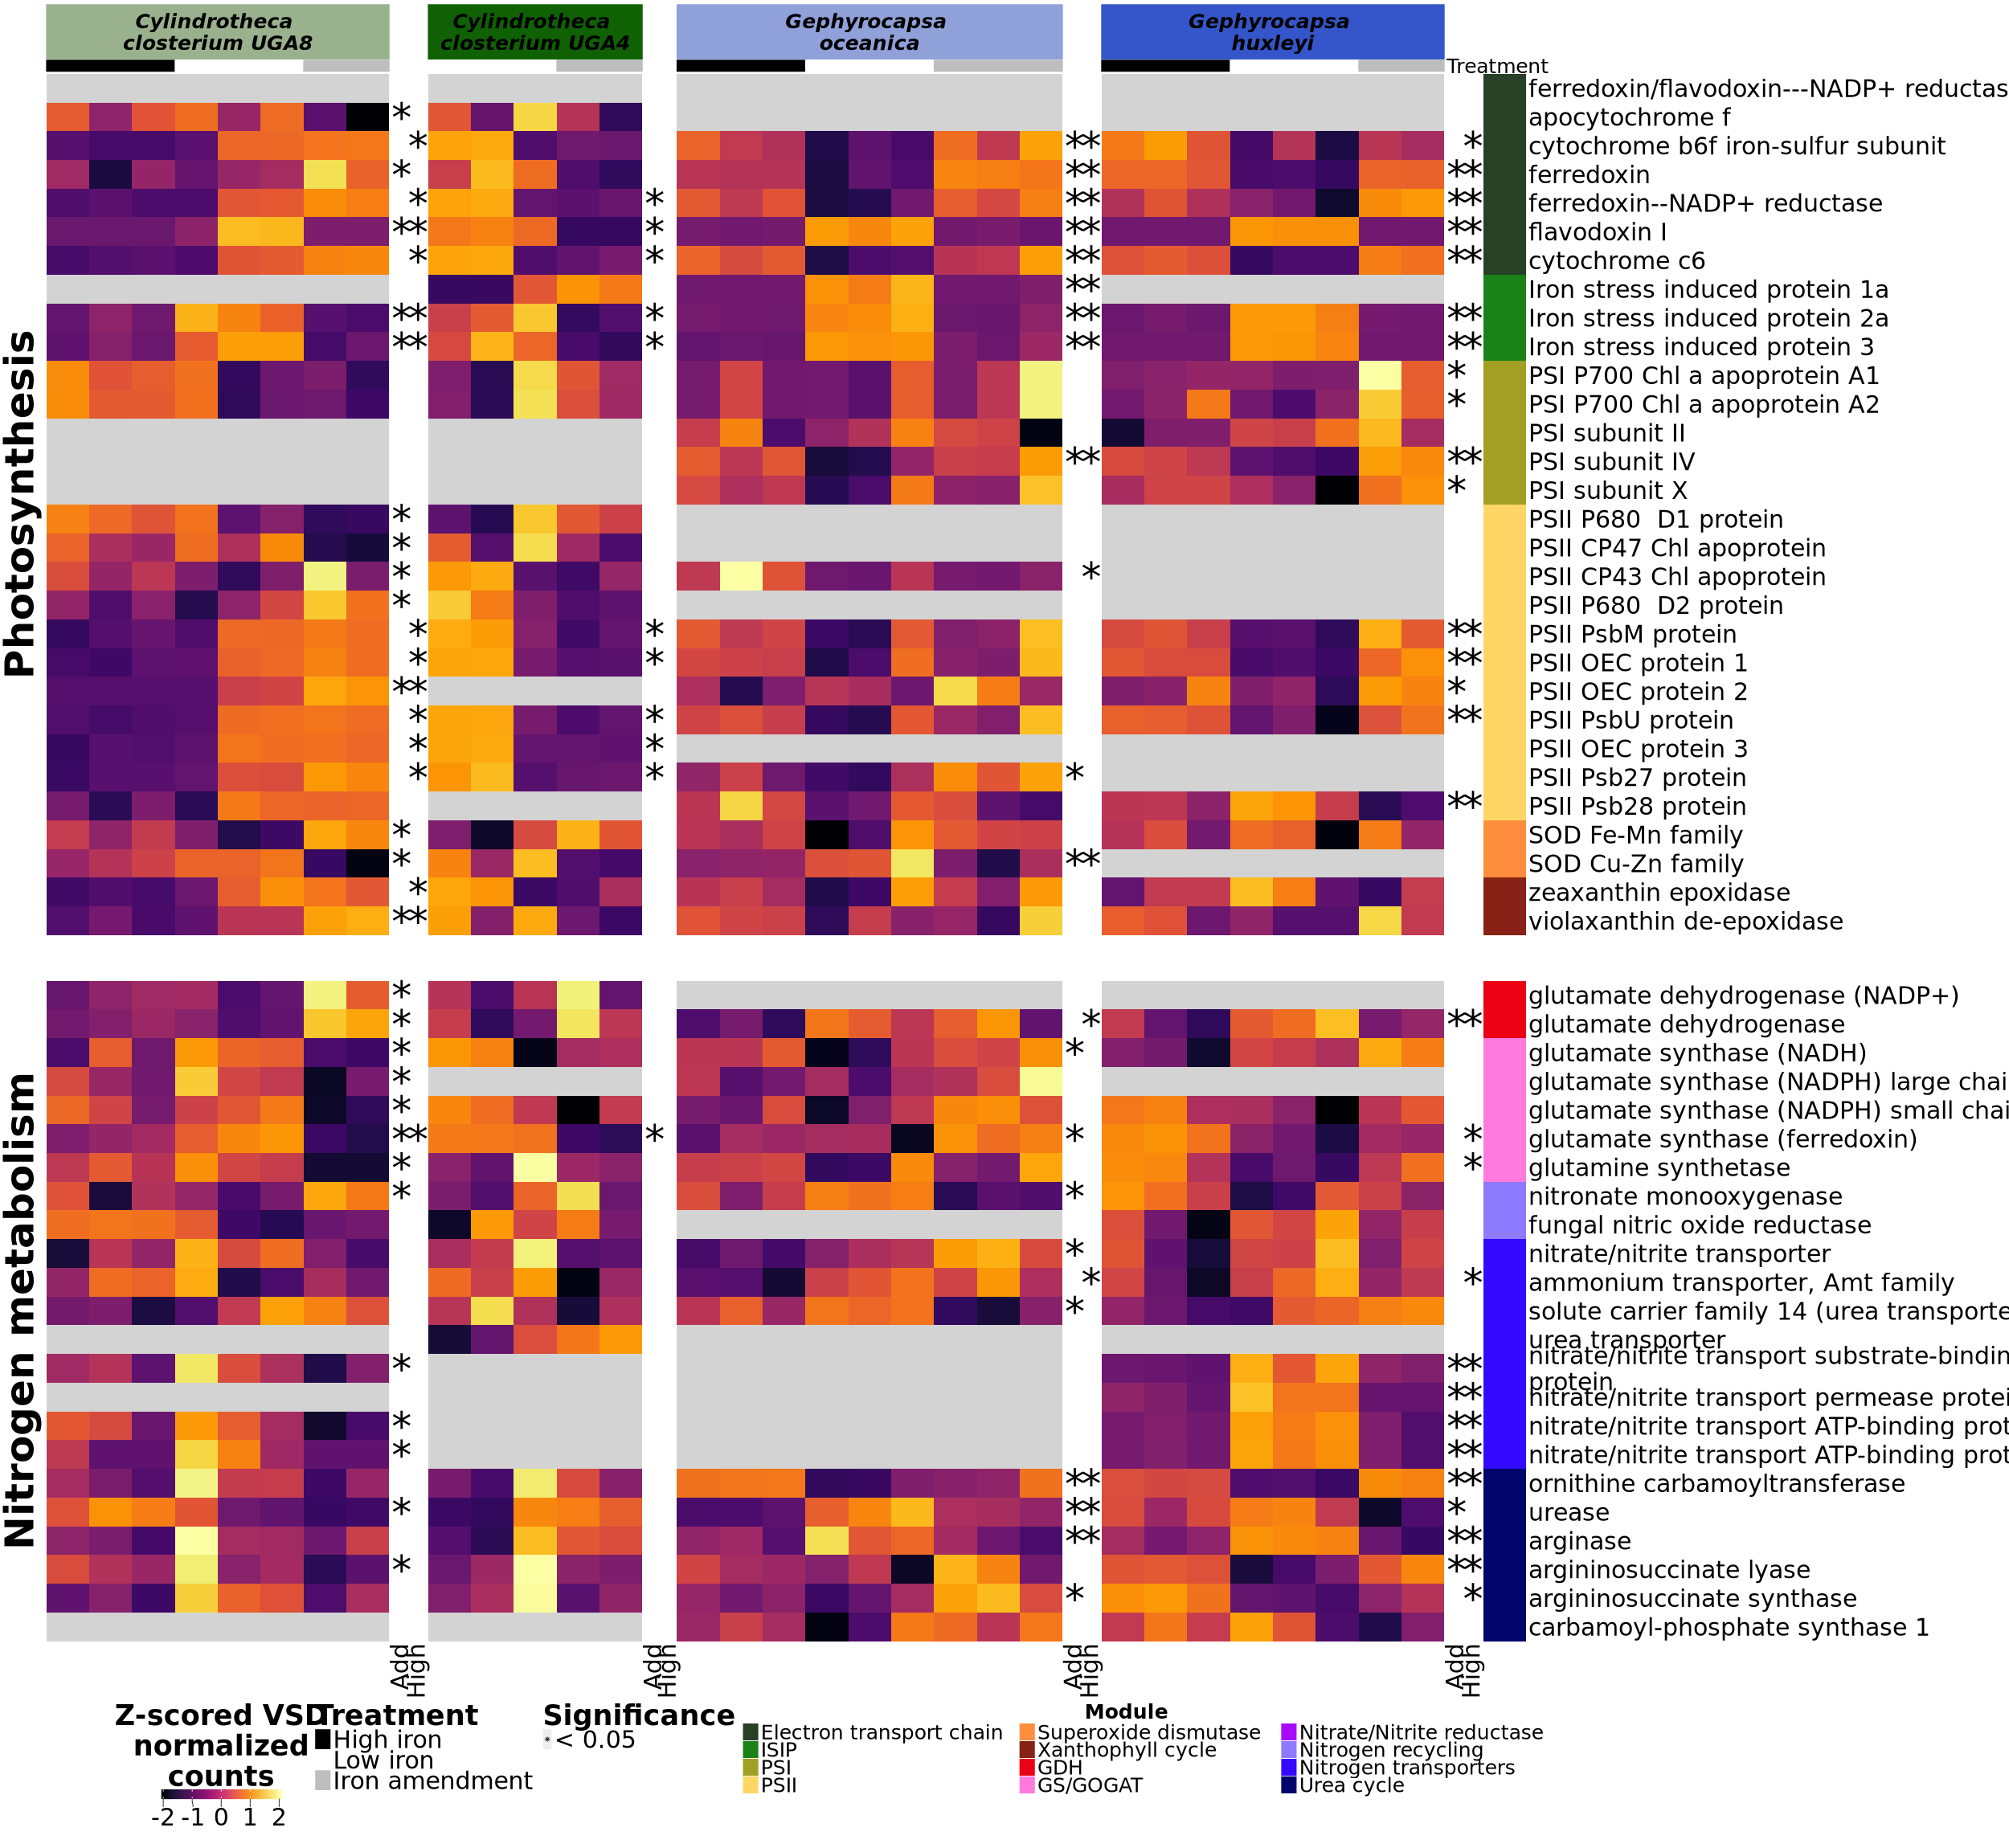 Cylindrotheca
closterium UGA8
Cylindrotheca
closterium UGA4
Gephyrocapsa
oceanica
Gephyrocapsa
huxleyi
Treatment
Photosynthesis
ferredoxin/flavodoxin---NADP+ reductas
apocytochrome f
*
cytochrome b6f iron-sulfur subunit
* ** *
ferredoxin
* ** **
ferredoxin--NADP+ reductase
* * ** **
flavodoxin I
** * ** **
cytochrome c6
* * ** **
Iron stress induced protein 1a
**
Iron stress induced protein 2a
** * ** **
Iron stress induced protein 3
** * ** **
PSI P700 Chl a apoprotein A1
*
PSI P700 Chl a apoprotein A2
*
PSI subunit II
PSI subunit IV
** **
PSI subunit X
*
PSII P680  D1 protein
*
PSII CP47 Chl apoprotein
*
PSII CP43 Chl apoprotein
* *
PSII P680  D2 protein
*
PSII PsbM protein
* * **
PSII OEC protein 1
* * **
PSII OEC protein 2
** *
PSII PsbU protein
* * **
PSII OEC protein 3
* *
PSII Psb27 protein
* * *
PSII Psb28 protein
**
SOD Fe-Mn family
*
SOD Cu-Zn family
* **
zeaxanthin epoxidase
*
violaxanthin de-epoxidase
**
Nitrogen metabolism
glutamate dehydrogenase (NADP+)
*
glutamate dehydrogenase
* * **
glutamate synthase (NADH)
* *
glutamate synthase (NADPH) large chai
*
glutamate synthase (NADPH) small chai
*
glutamate synthase (ferredoxin)
** * * *
glutamine synthetase
* *
nitronate monooxygenase
* *
fungal nitric oxide reductase
nitrate/nitrite transporter
*
ammonium transporter, Amt family
* *
solute carrier family 14 (urea transporte
*
urea transporter
nitrate/nitrite transport substrate-bindin
protein
* **
nitrate/nitrite transport permease protei
**
nitrate/nitrite transport ATP-binding prot
* **
nitrate/nitrite transport ATP-binding prot
* **
ornithine carbamoyltransferase
** **
urease
* ** *
arginase
** **
argininosuccinate lyase
* **
argininosuccinate synthase
* *
carbamoyl-phosphate synthase 1
Add
High
Add
High
Add
High
Add
High
Z-scored VSD
normalized
counts
-2 -1 0 1 2
Treatment
High iron
Low iron
Iron amendment
Significance
* < 0.05
Module
Electron transport chain
ISIP
PSI
PSII
Superoxide dismutase
Xanthophyll cycle
GDH
GS/GOGAT
Nitrate/Nitrite reductase
Nitrogen recycling
Nitrogen transporters
Urea cycle